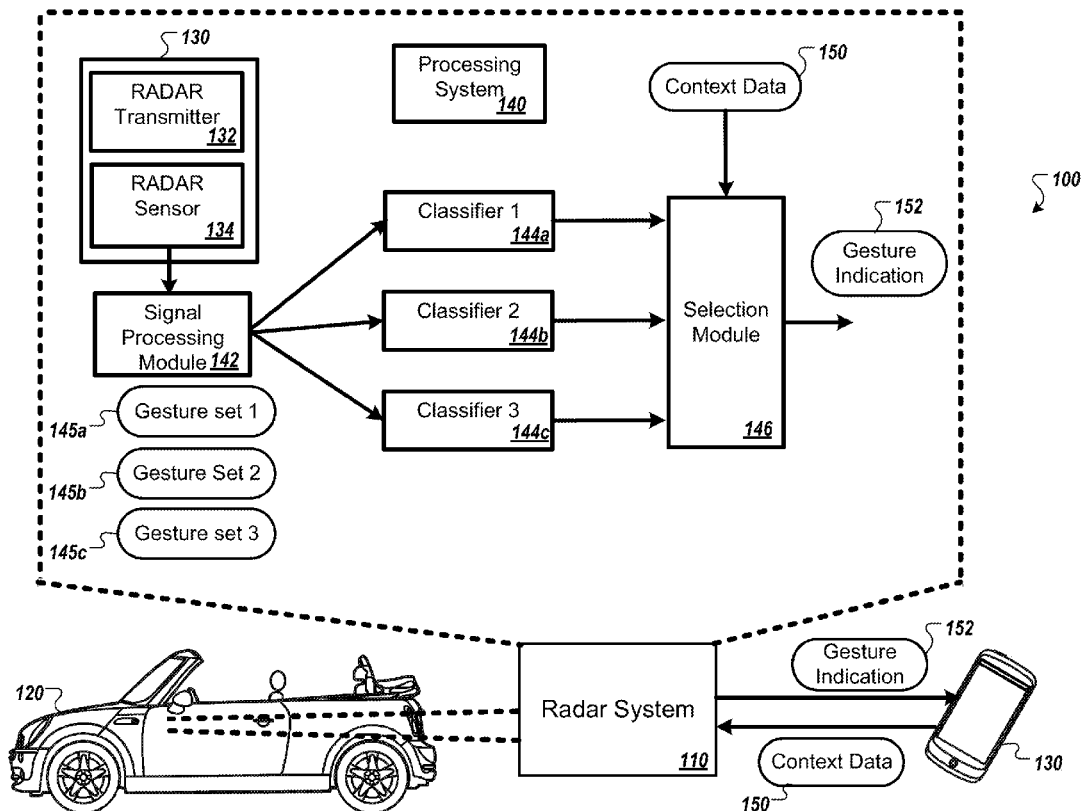 130
RADAR
Transmitter
132
RADAR
Sensor
134
Processing
System
140
150
Context Data
100
Classifier 1
144a
152
Gesture
Indication
Signal
Processing
Module 142
Classifier 2
144b
Selection
Module
146
Classifier 3
144c
145a
Gesture set 1
145b
Gesture Set 2
145c
Gesture set 3
120
Radar System
110
152
Gesture
Indication
Context Data
150
130